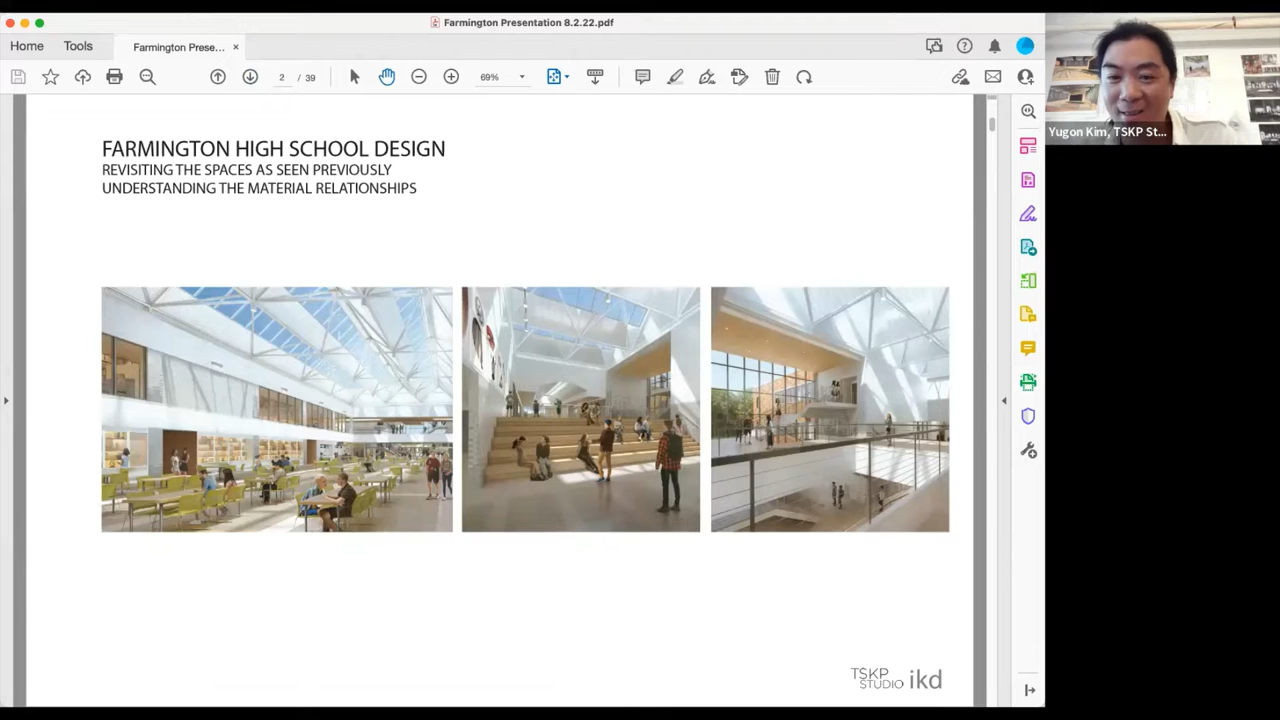 Farmington Presentation 8.2.22.pdf
Home
Tools
Farmington Prese...
×
2 / 39
69%
FARMINGTON HIGH SCHOOL DESIGN
REVISITING THE SPACES AS SEEN PREVIOUSLY
UNDERSTANDING THE MATERIAL RELATIONSHIPS
TSKP
STUDIO
ikd
Yugon Kim, TSKP St...